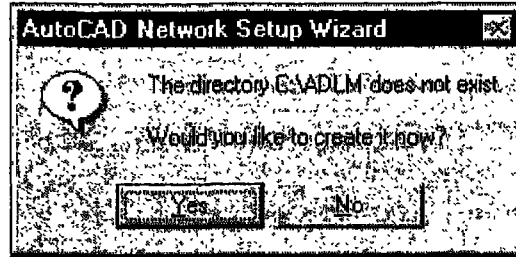 AutoCAD Network Setup Wizard
The directory C:\ADLM does not exist.
Would you like to create it now?
Yes
No